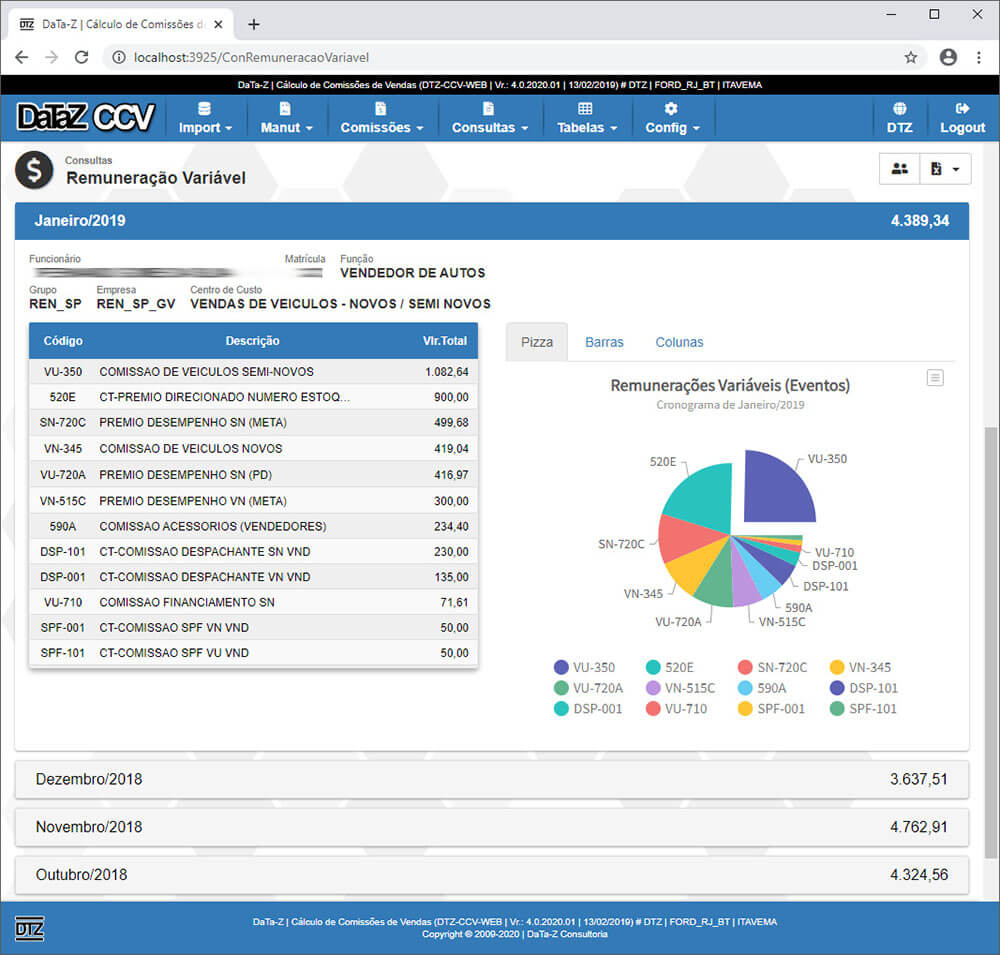 DTZ DaTa-Z | Cálculo de Comissões d
localhost:3925/ConRemuneracaoVariavel
DaTa-Z | Cálculo de Comissões de Vendas (DTZ-CCV-WEB | Vr.: 4.0.2020.01 | 13/02/2019) # DTZ | FORD_RJ_BT | ITAVEMA
DaTaZ CCV Import Manut Comissões Consultas Tabelas Config DTZ Logout
Consultas
Remuneração Variável
Janeiro/2019 4.389,34
Funcionário Matrícula Função
VENDEDOR DE AUTOS
Grupo Empresa Centro de Custo
REN_SP REN_SP_GV VENDAS DE VEICULOS - NOVOS / SEMI NOVOS
Código Descrição Vlr.Total
VU-350 COMISSAO DE VEICULOS SEMI-NOVOS 1.082,64
520E CT-PREMIO DIRECIONADO NUMERO ESTOQ... 900,00
SN-720C PREMIO DESEMPENHO SN (META) 499,68
VN-345 COMISSAO DE VEICULOS NOVOS 419,04
VU-720A PREMIO DESEMPENHO SN (PD) 416,97
VN-515C PREMIO DESEMPENHO VN (META) 300,00
590A COMISSAO ACESSORIOS (VENDEDORES) 234,40
DSP-101 CT-COMISSAO DESPACHANTE SN VND 230,00
DSP-001 CT-COMISSAO DESPACHANTE VN VND 135,00
VU-710 COMISSAO FINANCIAMENTO SN 71,61
SPF-001 CT-COMISSAO SPF VN VND 50,00
SPF-101 CT-COMISSAO SPF VU VND 50,00
Pizza Barras Colunas
Remunerações Variáveis (Eventos)
Cronograma de Janeiro/2019
520E VU-350
SN-720C VU-710
DSP-001
VN-345 DSP-101
590A
VU-720A VN-515C
VU-350 520E SN-720C VN-345
VU-720A VN-515C 590A DSP-101
DSP-001 VU-710 SPF-001 SPF-101
Dezembro/2018 3.637,51
Novembro/2018 4.762,91
Outubro/2018 4.324,56
DTZ
DaTa-Z | Cálculo de Comissões de Vendas (DTZ-CCV-WEB | Vr.: 4.0.2020.01 | 13/02/2019) # DTZ | FORD_RJ_BT | ITAVEMA
Copyright © 2009-2020 | DaTa-Z Consultoria